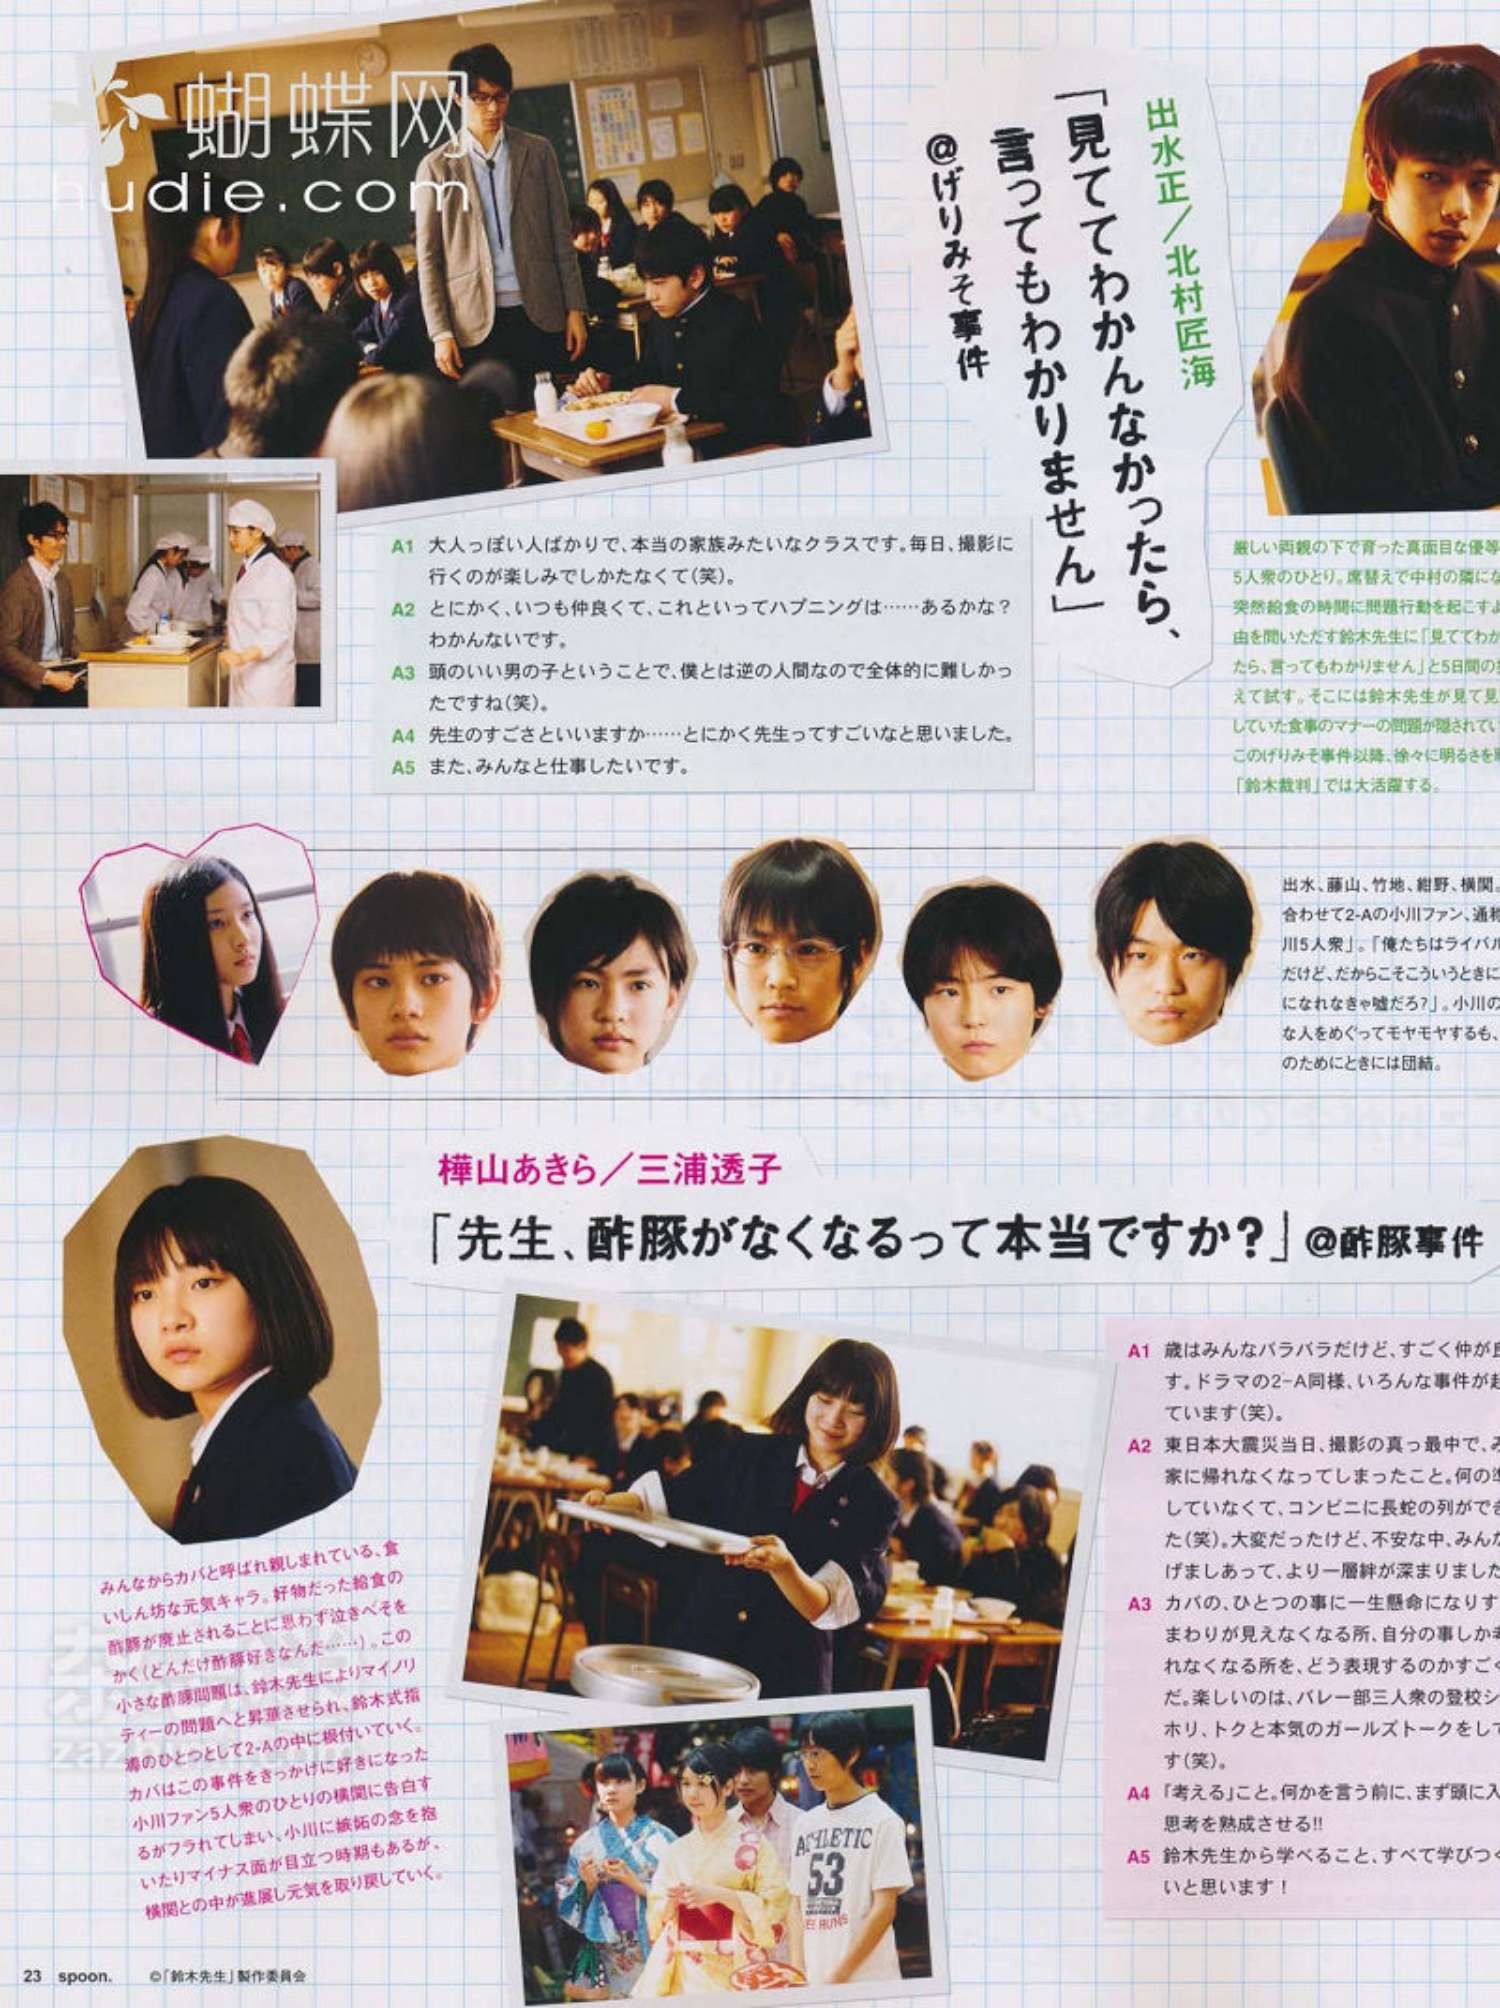 蝴蝶网
hudie.com
出水正／北村匠海
「見ててわかんなかったら、
言ってもわかりません」
@げりみそ事件
A1 大人っぽい人ばかりで、本当の家族みたいなクラスです。毎日、撮影に
行くのが楽しみでしかたなくて(笑)。
A2 とにかく、いつも仲良くて、これといってハプニングは……あるかな?
わかんないです。
A3 頭のいい男の子ということで、僕とは逆の人間なので全体的に難しかっ
たですね(笑)。
A4 先生のすごさといいますか……とにかく先生ってすごいなと思いました。
A5 また、みんなと仕事したいです。
厳しい両親の下で育った真面目な優等
5人衆のひとり。席替えで中村の隣にな
突然給食の時間に問題行動を起こすよ
由を問いただす鈴木先生に「見ててわか
たら、言ってもわかりません」と5日間の
えて試す。そこには鈴木先生が見て見
していた食事のマナーの問題が隠されてい
このげりみそ事件以降、徐々に明るさを
「鈴木裁判」では大活躍する。
出水、藤山、竹地、紺野、横関。
合わせて2-Aの小川ファン、通称
川5人衆」。「俺たちはライバル
だけど、だからこそこういうときに
になれなきゃ嘘だろ?」。小川の
な人をめぐってモヤモヤするも、
のためにときには団結。
樺山あきら／三浦透子
「先生、酢豚がなくなるって本当ですか?」@酢豚事件
みんなからカバと呼ばれ親しまれている、食
いしん坊な元気キャラ。好物だった給食の
酢豚が廃止されることに思わず泣きべそを
かく(どんだけ酢豚好きなんだ……)。この
小さな酢豚問題は、鈴木先生によりマイノリ
ティーの問題へと昇華させられ、鈴木式指
導のひとつとして2-Aの中に根付いていく。
カバはこの事件をきっかけに好きになった
小川ファン5人衆のひとりの横関に告白す
るがフラれてしまい、小川に嫉妬の念を抱
いたりマイナス面が目立つ時期もあるが、
横関との中が進展し元気を取り戻していく。
A1 歳はみんなバラバラだけど、すごく仲が良
す。ドラマの2-A同様、いろんな事件が起
ています(笑)。
A2 東日本大震災当日、撮影の真っ最中で、み
家に帰れなくなってしまったこと。何の準
していなくて、コンビニに長蛇の列ができ
た(笑)。大変だったけど、不安な中、みんな
げましあって、より一層絆が深まりました
A3 カバの、ひとつの事に一生懸命になりす
まわりが見えなくなる所、自分の事しか考
れなくなる所を、どう表現するのかすごく
だ。楽しいのは、バレー部三人衆の登校シ
ホリ、トクと本気のガールズトークをして
す(笑)。
A4 「考える」こと。何かを言う前に、まず頭に入
思考を熟成させる!!
A5 鈴木先生から学べること、すべて学びつく
いと思います!
ATHLETIC
53
23 spoon. ©「鈴木先生」製作委員会